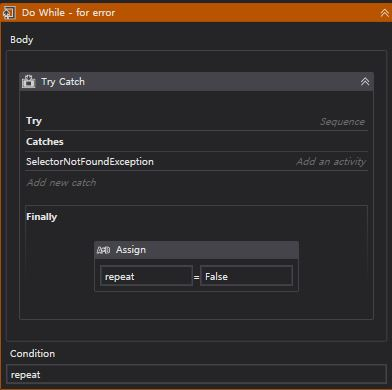 Do While - for error
Body
Try Catch
Try
Sequence
Catches
SelectorNotFoundException
Add an activity
Add new catch
Finally
Assign
repeat = False
Condition
repeat